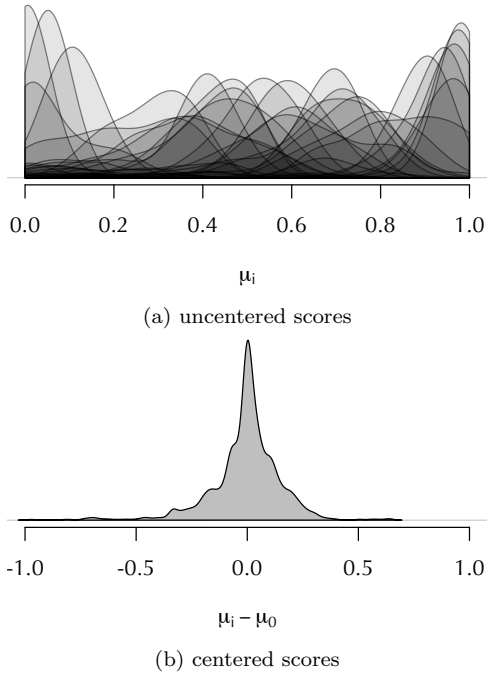 0.0 0.2 0.4 0.6 0.8 1.0
μi
(a) uncentered scores
-1.0 -0.5 0.0 0.5 1.0
μi − μ0
(b) centered scores